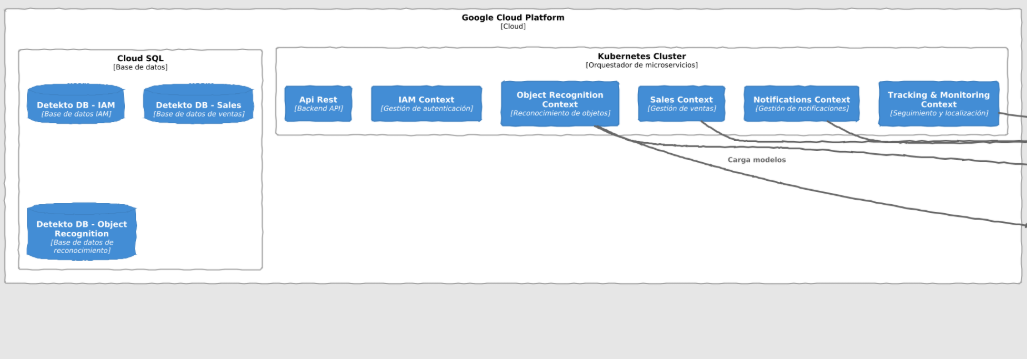 Google Cloud Platform
[Cloud]
Cloud SQL
[Base de datos]
Detekto DB - IAM
[Base datos IAM]
Detekto DB - Sales
[Base de datos de ventas]
Detekto DB - Object
Recognition
[Base de datos de
reconocimiento]
Kubernetes Cluster
[Orquestador de microservicios]
Api Rest
[Backend API]
IAM Context
[Gestión de autenticación]
Object Recognition
Context
[Reconocimiento de objetos]
Sales Context
[Gestión de ventas]
Notifications Context
[Gestión de notificaciones]
Tracking & Monitoring
Context
[Seguimiento y localización]
Carga modelos